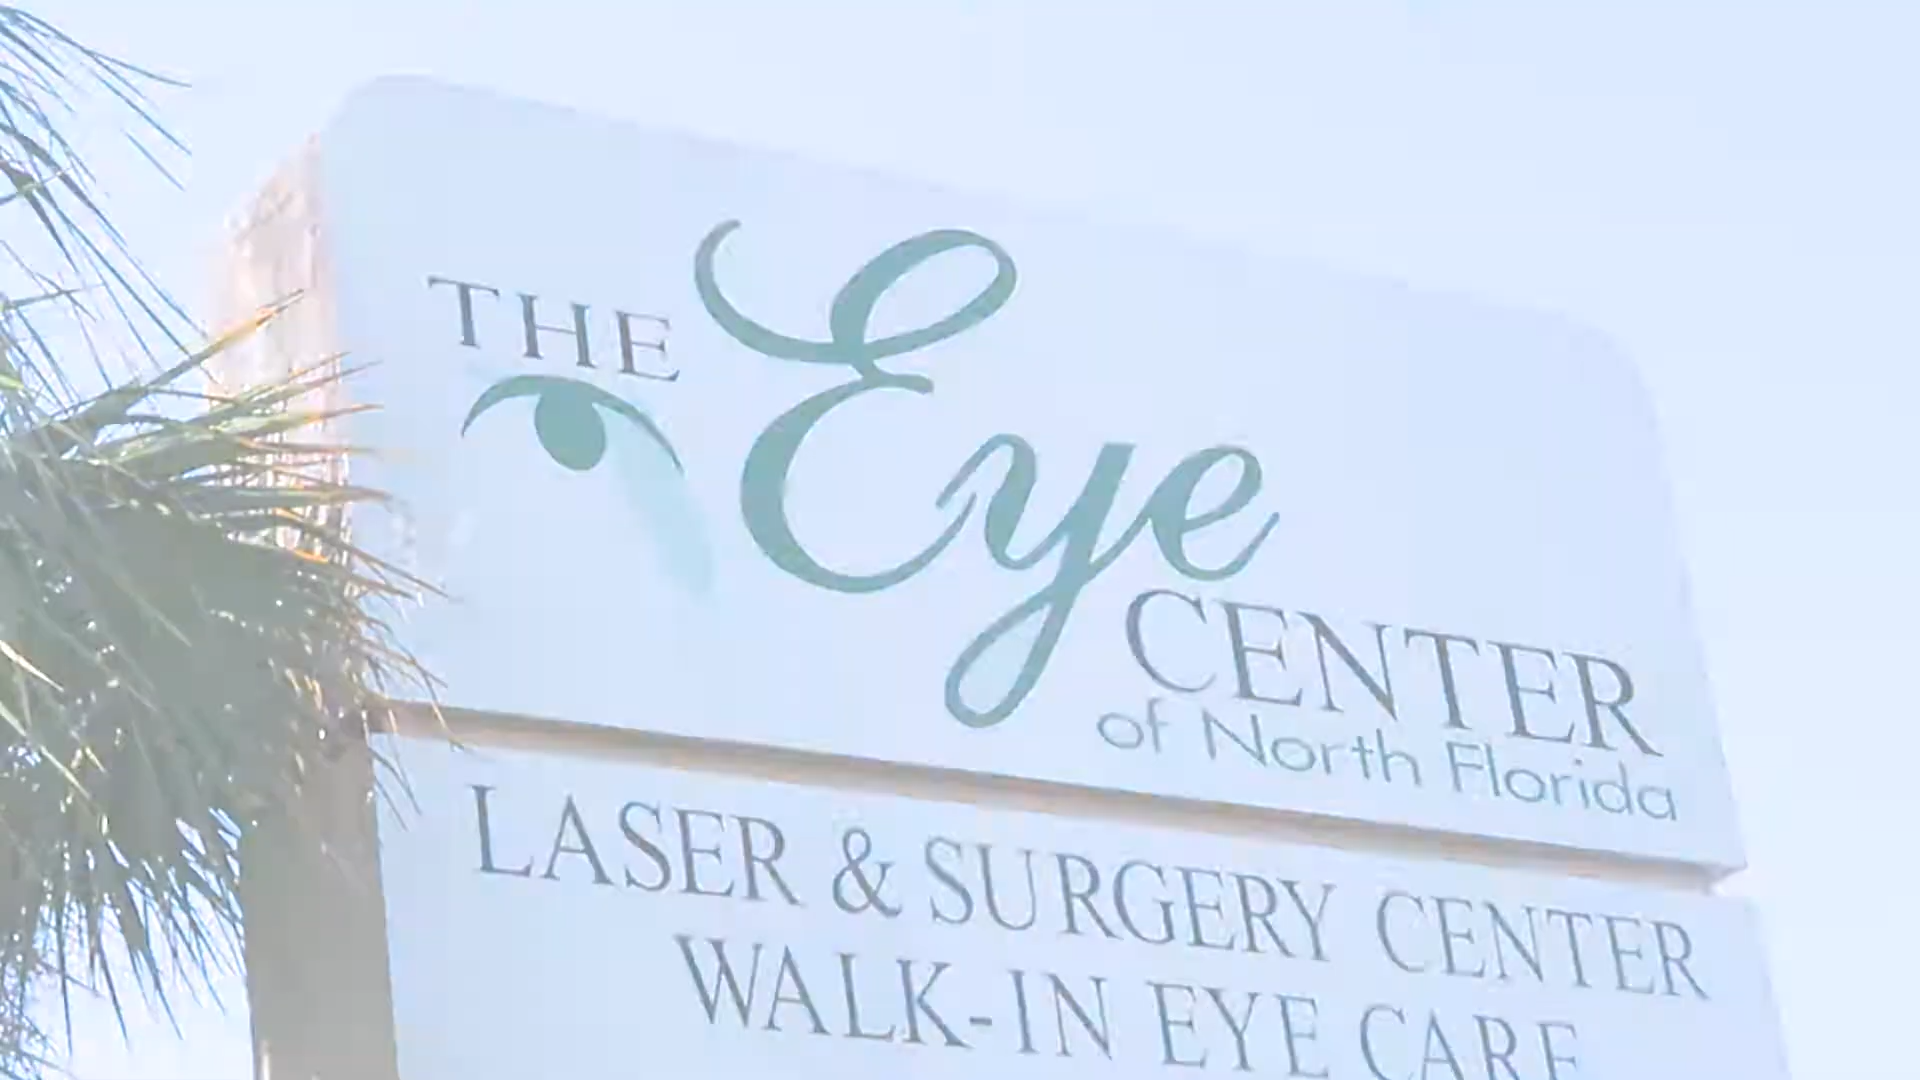 THE Eye
CENTER
of North Florida
LASER & SURGERY CENTER
WALK-IN EYE CARE